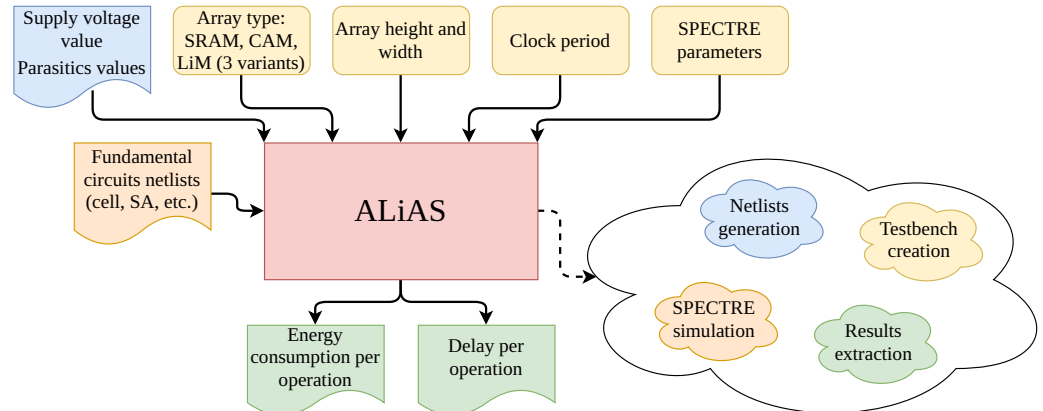 Supply voltage
value
Parasitics values
Array type:
SRAM, CAM,
LiM (3 variants)
Array height and
width
Clock period
SPECTRE
parameters
Fundamental
circuits netlists
(cell, SA, etc.)
ALiAS
Netlists
generation
Testbench
creation
SPECTRE
simulation
Results
extraction
Energy
consumption per
operation
Delay per
operation